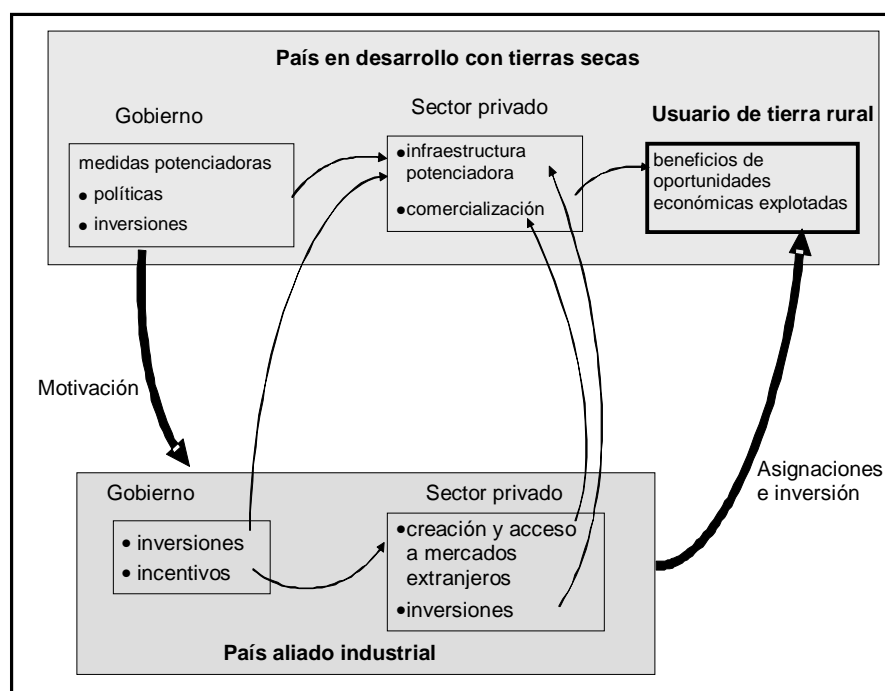 País en desarrollo con tierras secas
Gobierno
medidas potenciadoras
● políticas
● inversiones
Sector privado
●infraestructura
potenciadora
●comercialización
Usuario de tierra rural
beneficios de
oportunidades
económicas explotadas
Motivación
Asignaciones
e inversión
Gobierno
● inversiones
● incentivos
Sector privado
●creación y acceso
a mercados
extranjeros
●inversiones
País aliado industrial